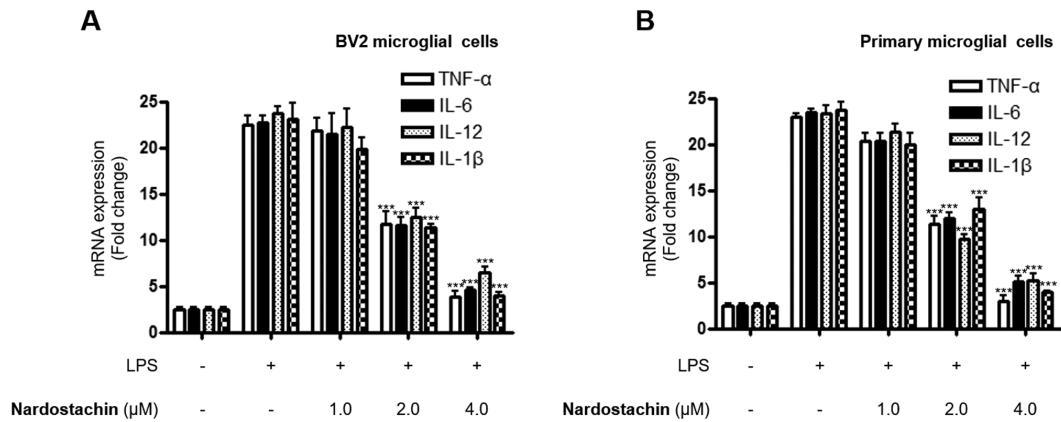 A
BV2 microglial cells
TNF-α
IL-6
IL-12
IL-1β
mRNA expression
(Fold change)
25
20
15
10
5
0
*** *** *** ***
*** *** *** ***
LPS - + + + +
Nardostachin (μM) - - 1.0 2.0 4.0
B
Primary microglial cells
TNF-α
IL-6
IL-12
IL-1β
mRNA expression
(Fold change)
25
20
15
10
5
0
*** *** *** ***
*** *** *** ***
LPS - + + + +
Nardostachin (μM) - - 1.0 2.0 4.0